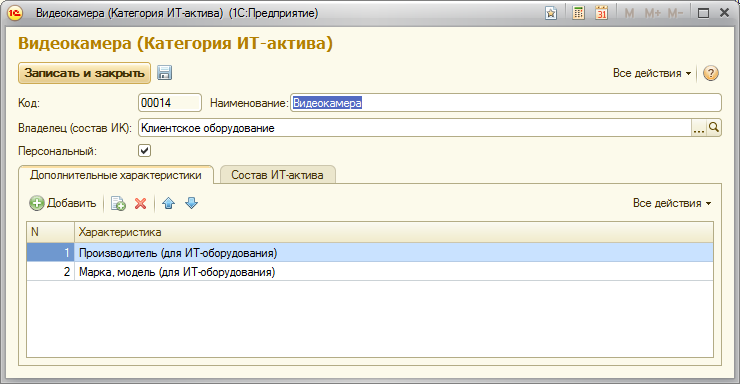 Видеокамера (Категория ИТ-актива) (1С:Предприятие)
M M+ M-
Видеокамера (Категория ИТ-актива)
Записать и закрыть Все действия ?
Код: 00014 Наименование: Видеокамера
Владелец (состав ИК): Клиентское оборудование ...
Персональный:
Дополнительные характеристики Состав ИТ-актива
Добавить Все действия
N Характеристика
1 Производитель (для ИТ-оборудования)
2 Марка, модель (для ИТ-оборудования)